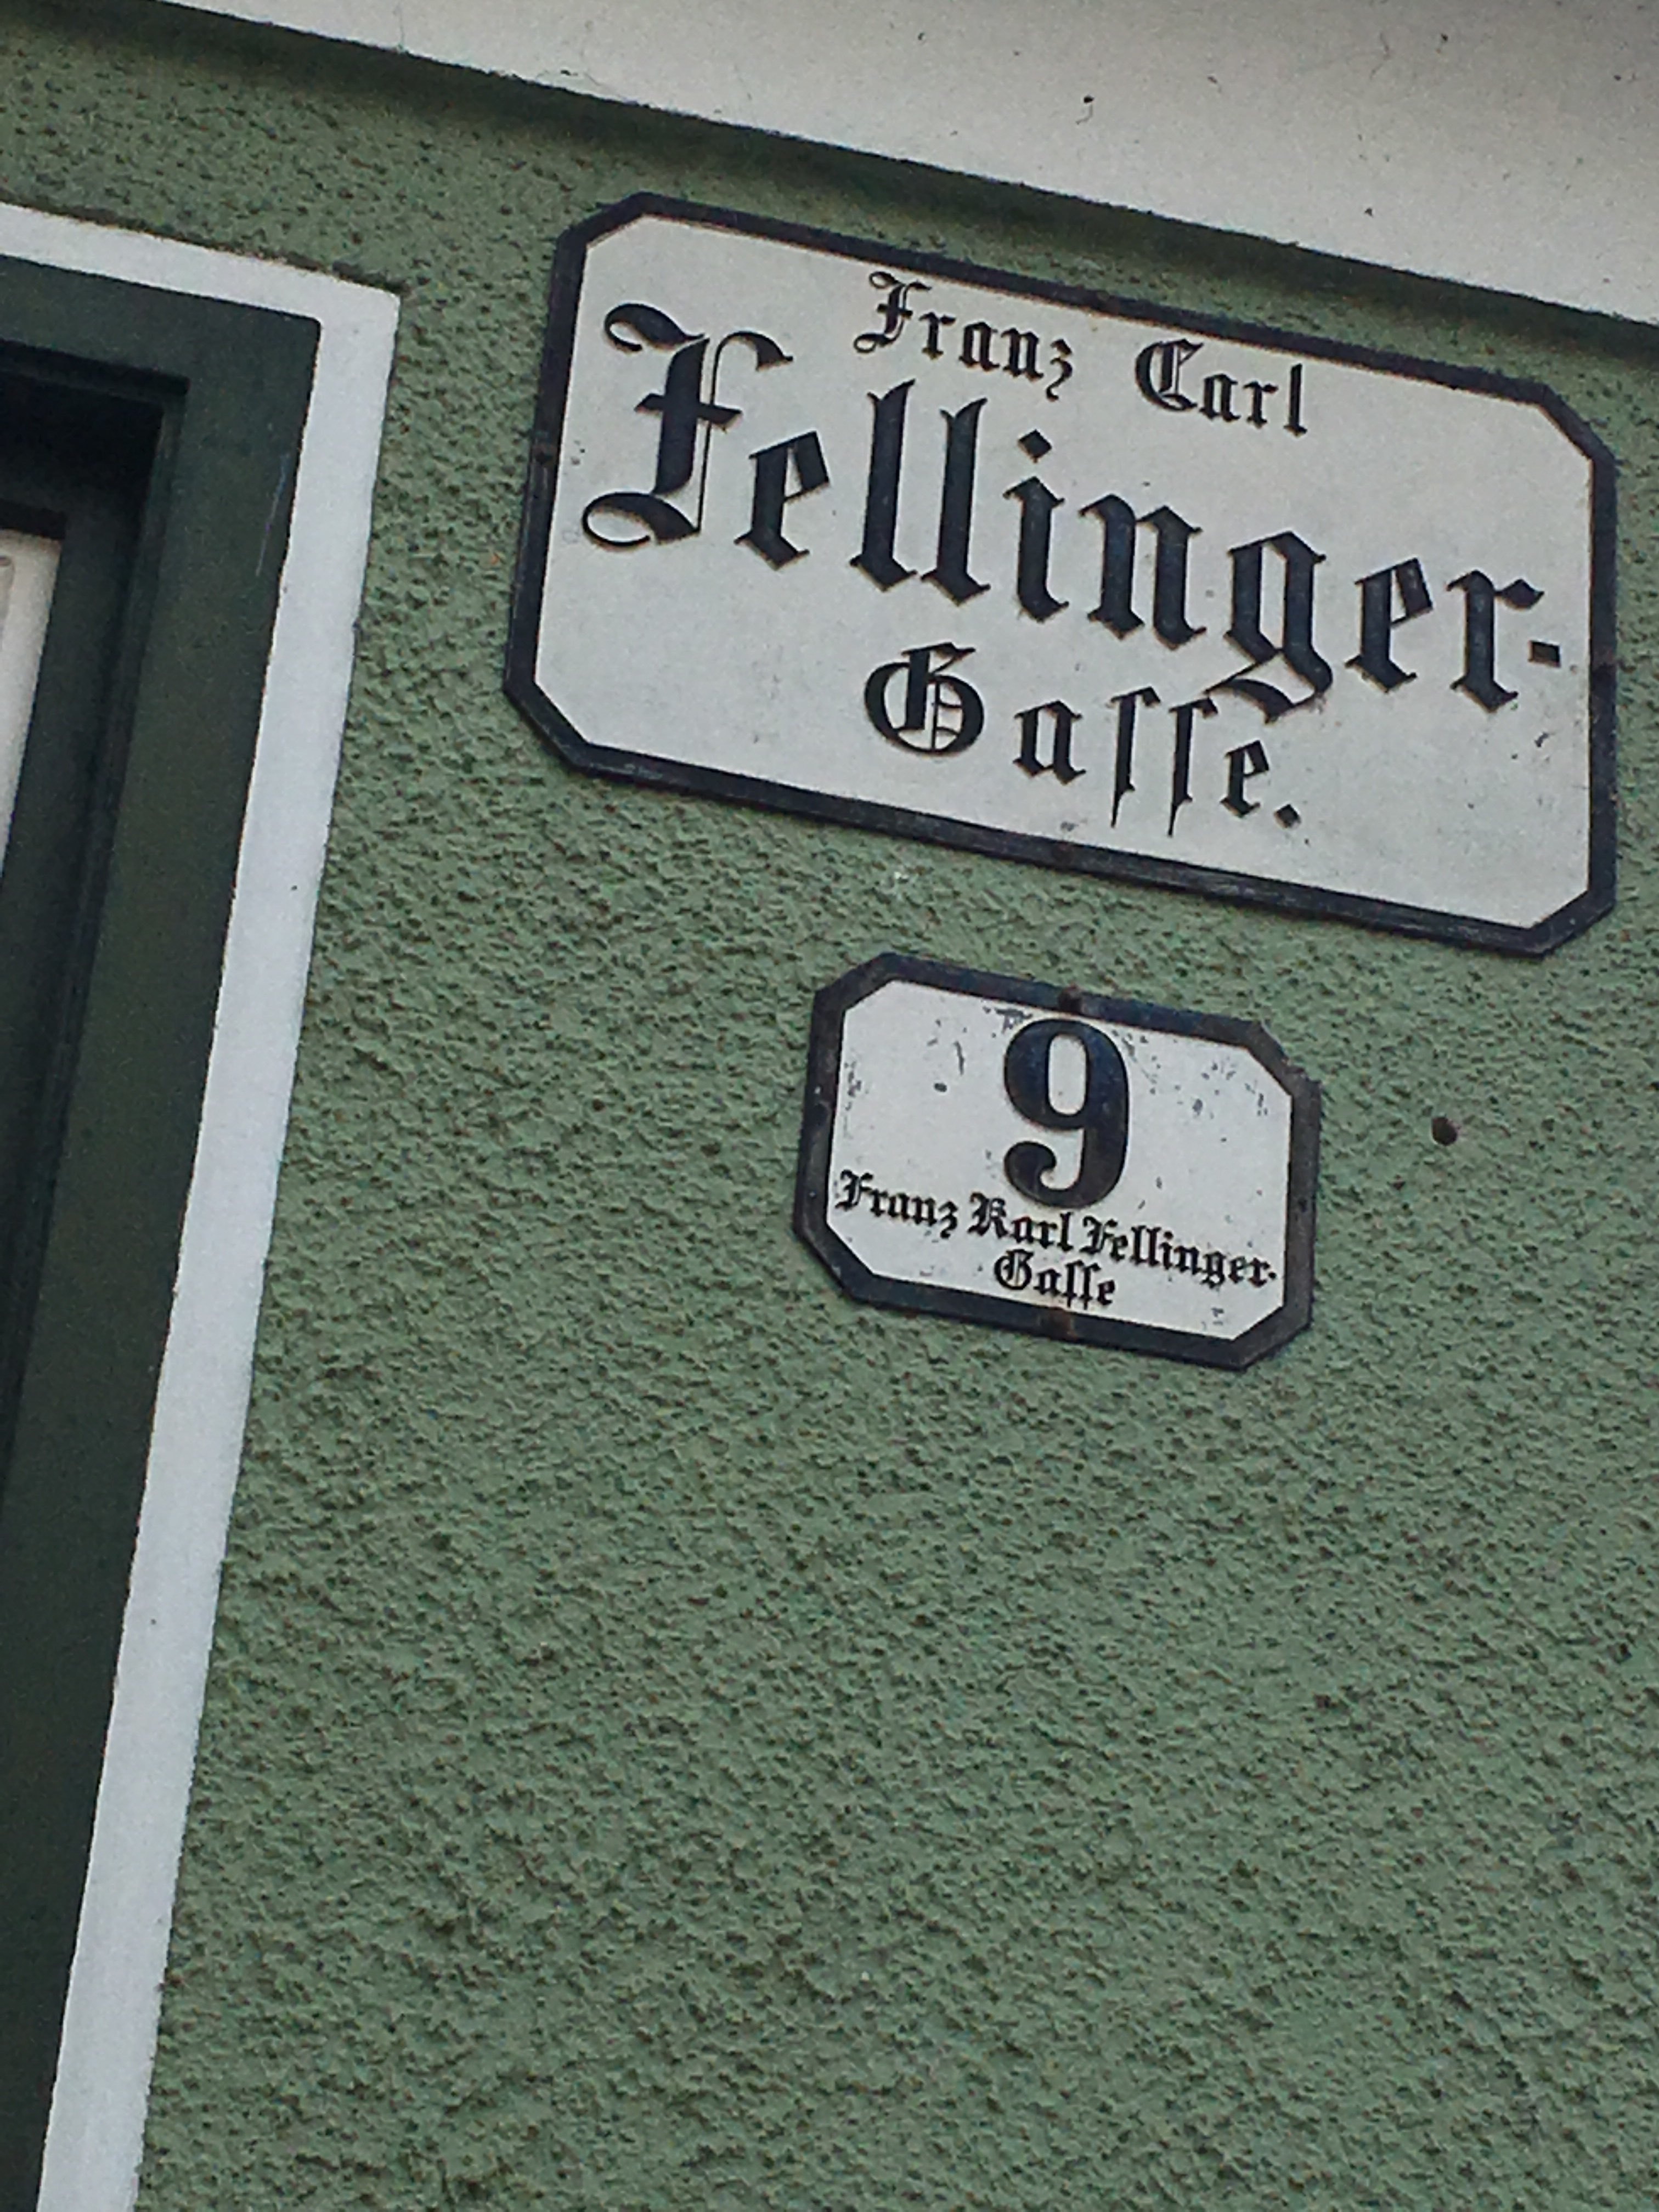 Franz Carl
Fellinger-
Gaſſe.
9
Franz Karl Fellinger-
Gaſſe